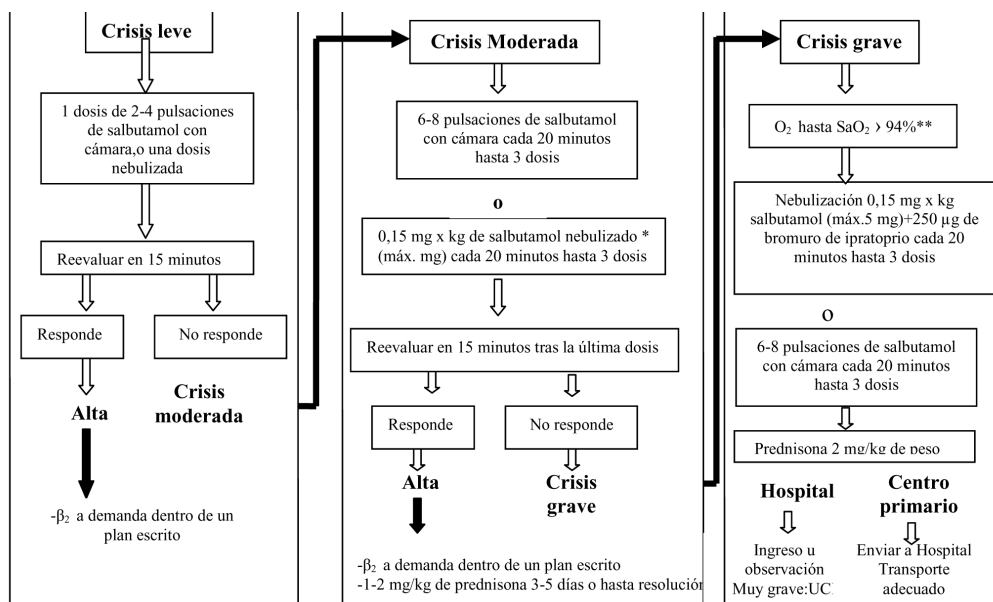 Crisis leve
1 dosis de 2-4 pulsaciones
de salbutamol con
cámara,o una dosis
nebulizada
Reevaluar en 15 minutos
Responde
No responde
Alta
Crisis
moderada
-β₂ a demanda dentro de un
plan escrito
Crisis Moderada
6-8 pulsaciones de salbutamol
con cámara cada 20 minutos
hasta 3 dosis
o
0,15 mg x kg de salbutamol nebulizado *
(máx. mg) cada 20 minutos hasta 3 dosis
Reevaluar en 15 minutos tras la última dosis
Responde
No responde
Alta
Crisis
grave
-β₂ a demanda dentro de un plan escrito
-1-2 mg/kg de prednisona 3-5 días o hasta resolución
Crisis grave
O₂ hasta SaO₂ › 94%**
Nebulización 0,15 mg x kg
salbutamol (máx.5 mg)+250 µg de
bromuro de ipratoprio cada 20
minutos hasta 3 dosis
O
6-8 pulsaciones de salbutamol
con cámara cada 20 minutos
hasta 3 dosis
Prednisona 2 mg/kg de peso
Hospital
Centro
primario
Ingreso u
observación
Muy grave:UC
Enviar a Hospital
Transporte
adecuado